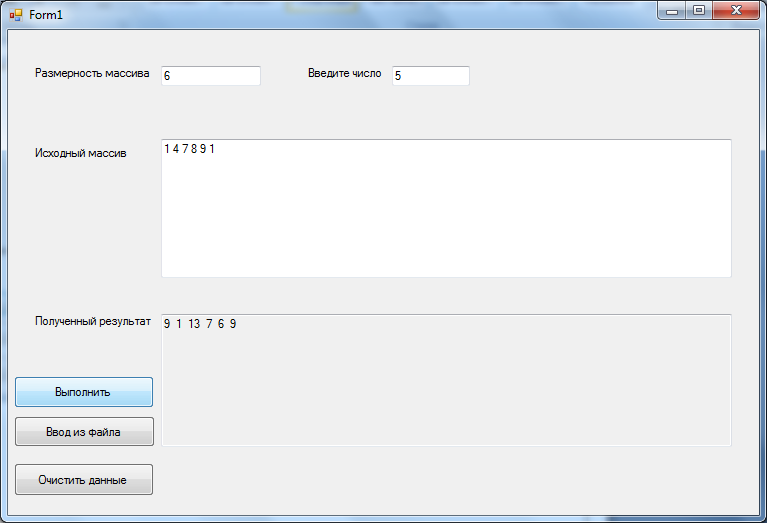 Form1
Размерность массива 6 Введите число 5
Исходный массив 1 4 7 8 9 1
Полученный результат 9 1 13 7 6 9
Выполнить
Ввод из файла
Очистить данные